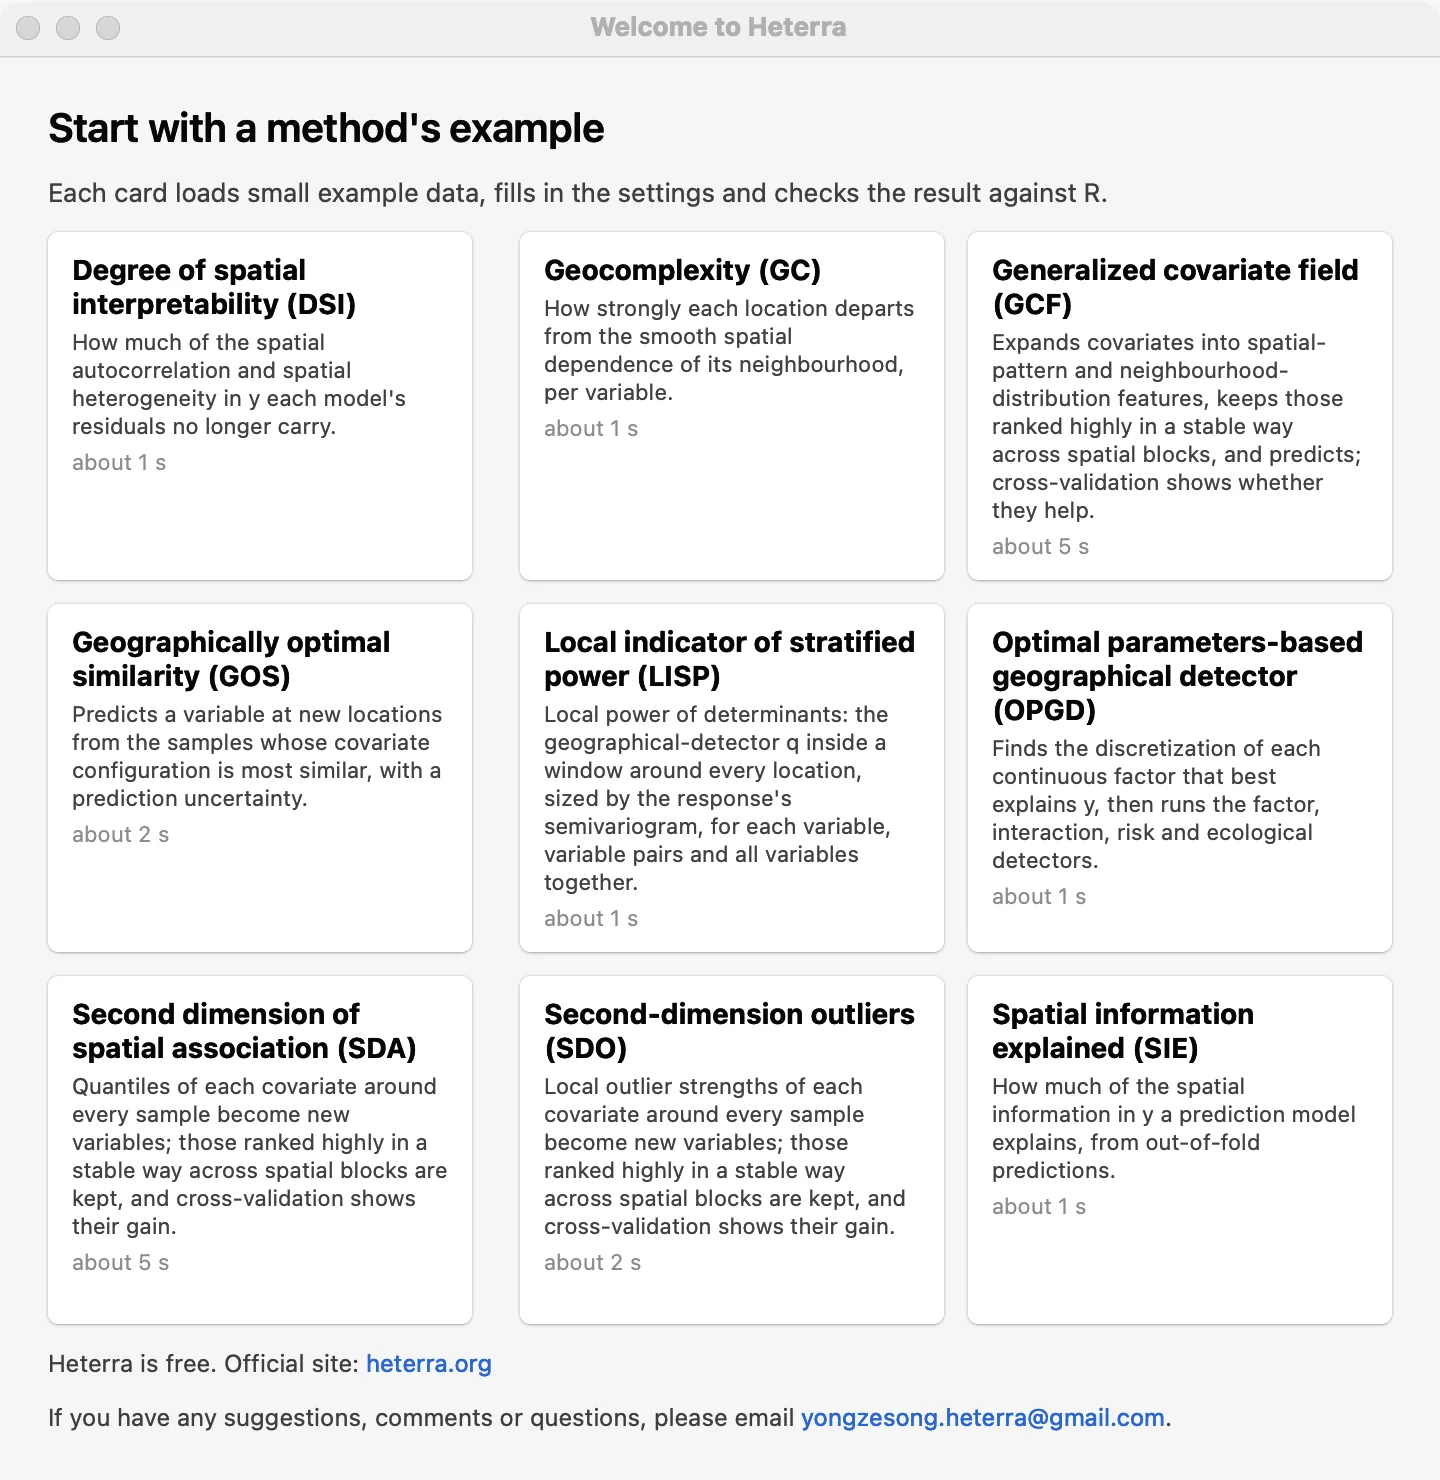 Welcome to Heterra
Start with a method's example
Each card loads small example data, fills in the settings and checks the result against R.
Degree of spatial
interpretability (DSI)
How much of the spatial
autocorrelation and spatial
heterogeneity in y each model's
residuals no longer carry.
about 1 s
Geocomplexity (GC)
How strongly each location departs
from the smooth spatial
dependence of its neighbourhood,
per variable.
about 1 s
Generalized covariate field
(GCF)
Expands covariates into spatial-
pattern and neighbourhood-
distribution features, keeps those
ranked highly in a stable way
across spatial blocks, and predicts;
cross-validation shows whether
they help.
about 5 s
Geographically optimal
similarity (GOS)
Predicts a variable at new locations
from the samples whose covariate
configuration is most similar, with a
prediction uncertainty.
about 2 s
Local indicator of stratified
power (LISP)
Local power of determinants: the
geographical-detector q inside a
window around every location,
sized by the response's
semivariogram, for each variable,
variable pairs and all variables
together.
about 1 s
Optimal parameters-based
geographical detector
(OPGD)
Finds the discretization of each
continuous factor that best
explains y, then runs the factor,
interaction, risk and ecological
detectors.
about 1 s
Second dimension of
spatial association (SDA)
Quantiles of each covariate around
every sample become new
variables; those ranked highly in a
stable way across spatial blocks are
kept, and cross-validation shows
their gain.
about 5 s
Second-dimension outliers
(SDO)
Local outlier strengths of each
covariate around every sample
become new variables; those
ranked highly in a stable way
across spatial blocks are kept, and
cross-validation shows their gain.
about 2 s
Spatial information
explained (SIE)
How much of the spatial
information in y a prediction model
explains, from out-of-fold
predictions.
about 1 s
Heterra is free. Official site: heterra.org
If you have any suggestions, comments or questions, please email yongzesong.heterra@gmail.com.